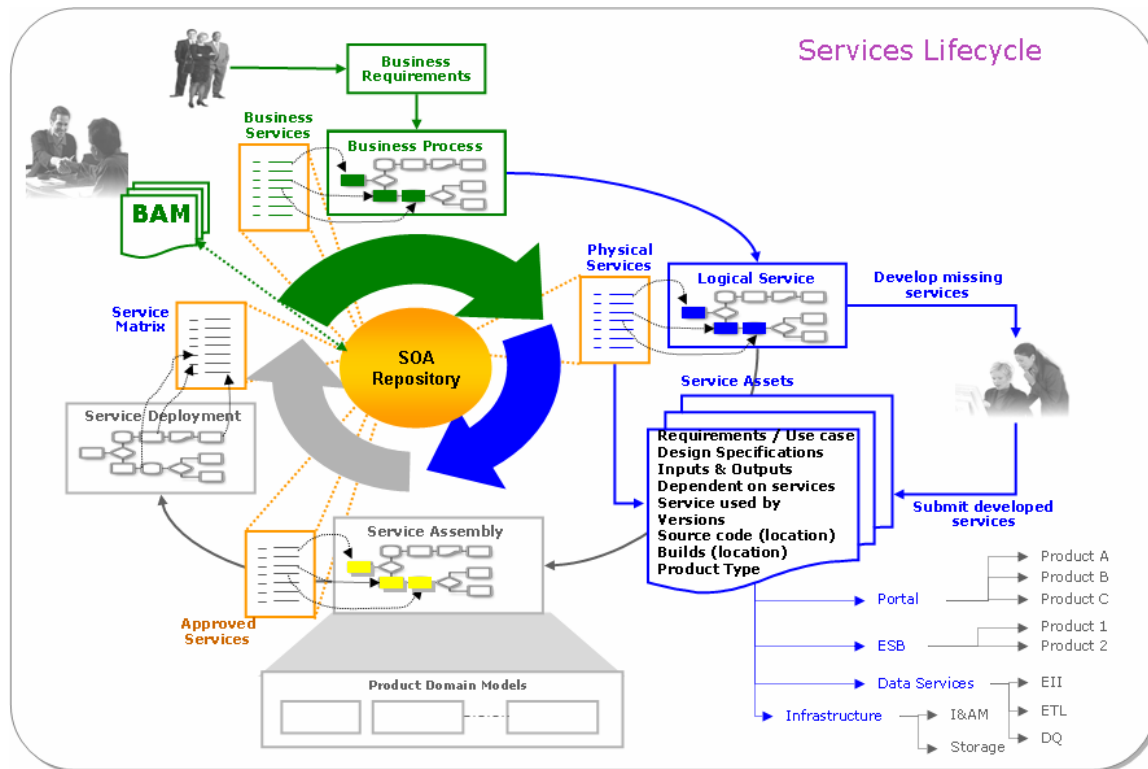 Services Lifecycle
Business
Requirements
Business
Services
Business Process
BAM
Physical
Services
Logical Service
Develop missing
services
Service
Matrix
SOA
Repository
Service Assets
Service Deployment
Requirements / Use case
Design Specifications
Inputs & Outputs
Dependent on services
Service used by
Versions
Source code (location)
Builds (location)
Product Type
Submit developed
services
Service Assembly
Approved
Services
Product Domain Models
Portal
Product A
Product B
Product C
ESB
Product 1
Product 2
Data Services
EII
ETL
DQ
Infrastructure
I&AM
Storage